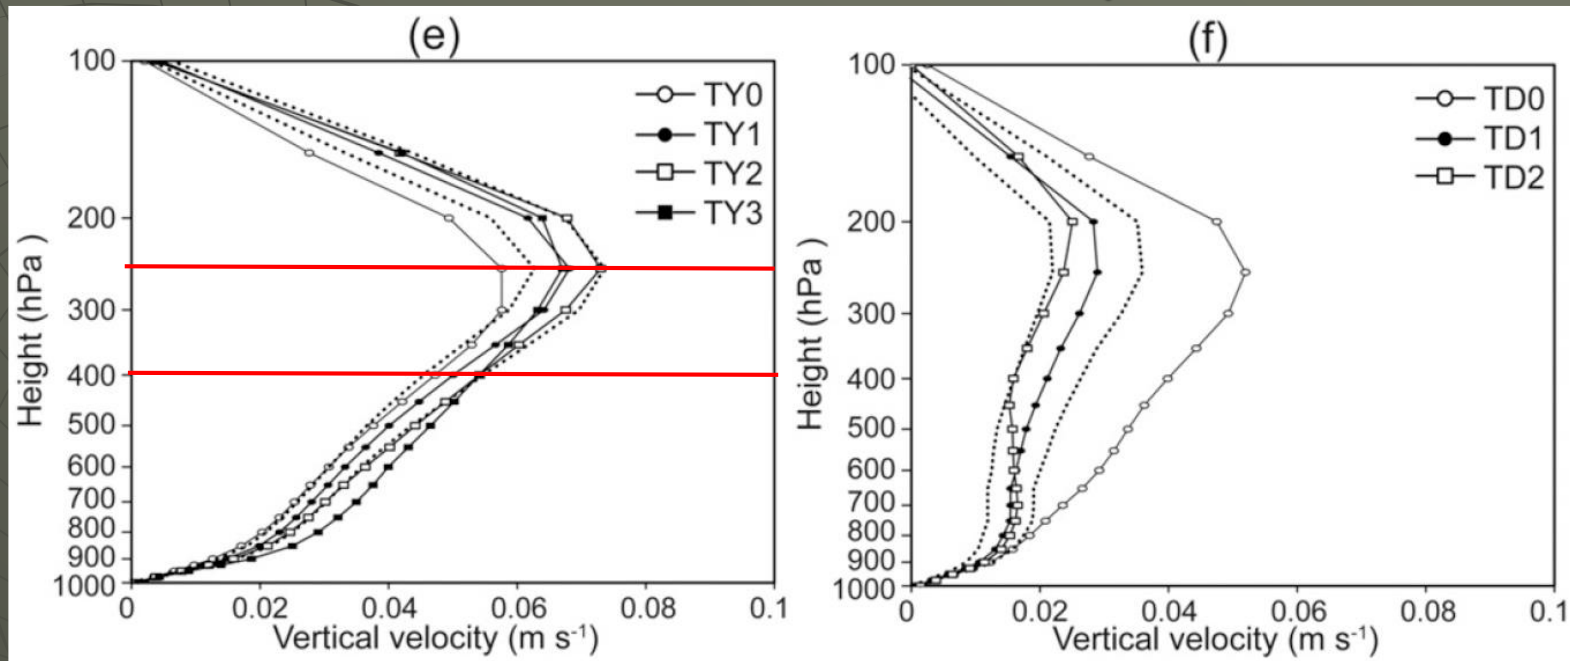 (e)
TY0
TY1
TY2
TY3
100
200
300
400
500
600
700
800
900
1000
Height (hPa )
0 0.02 0.04 0.06 0.08 0.1
Vertical velocity (m s-1)
(f)
TD0
TD1
TD2
100
200
300
400
500
600
700
800
900
1000
Height (hPa )
0 0.02 0.04 0.06 0.08 0.1
Vertical velocity (m s-1)